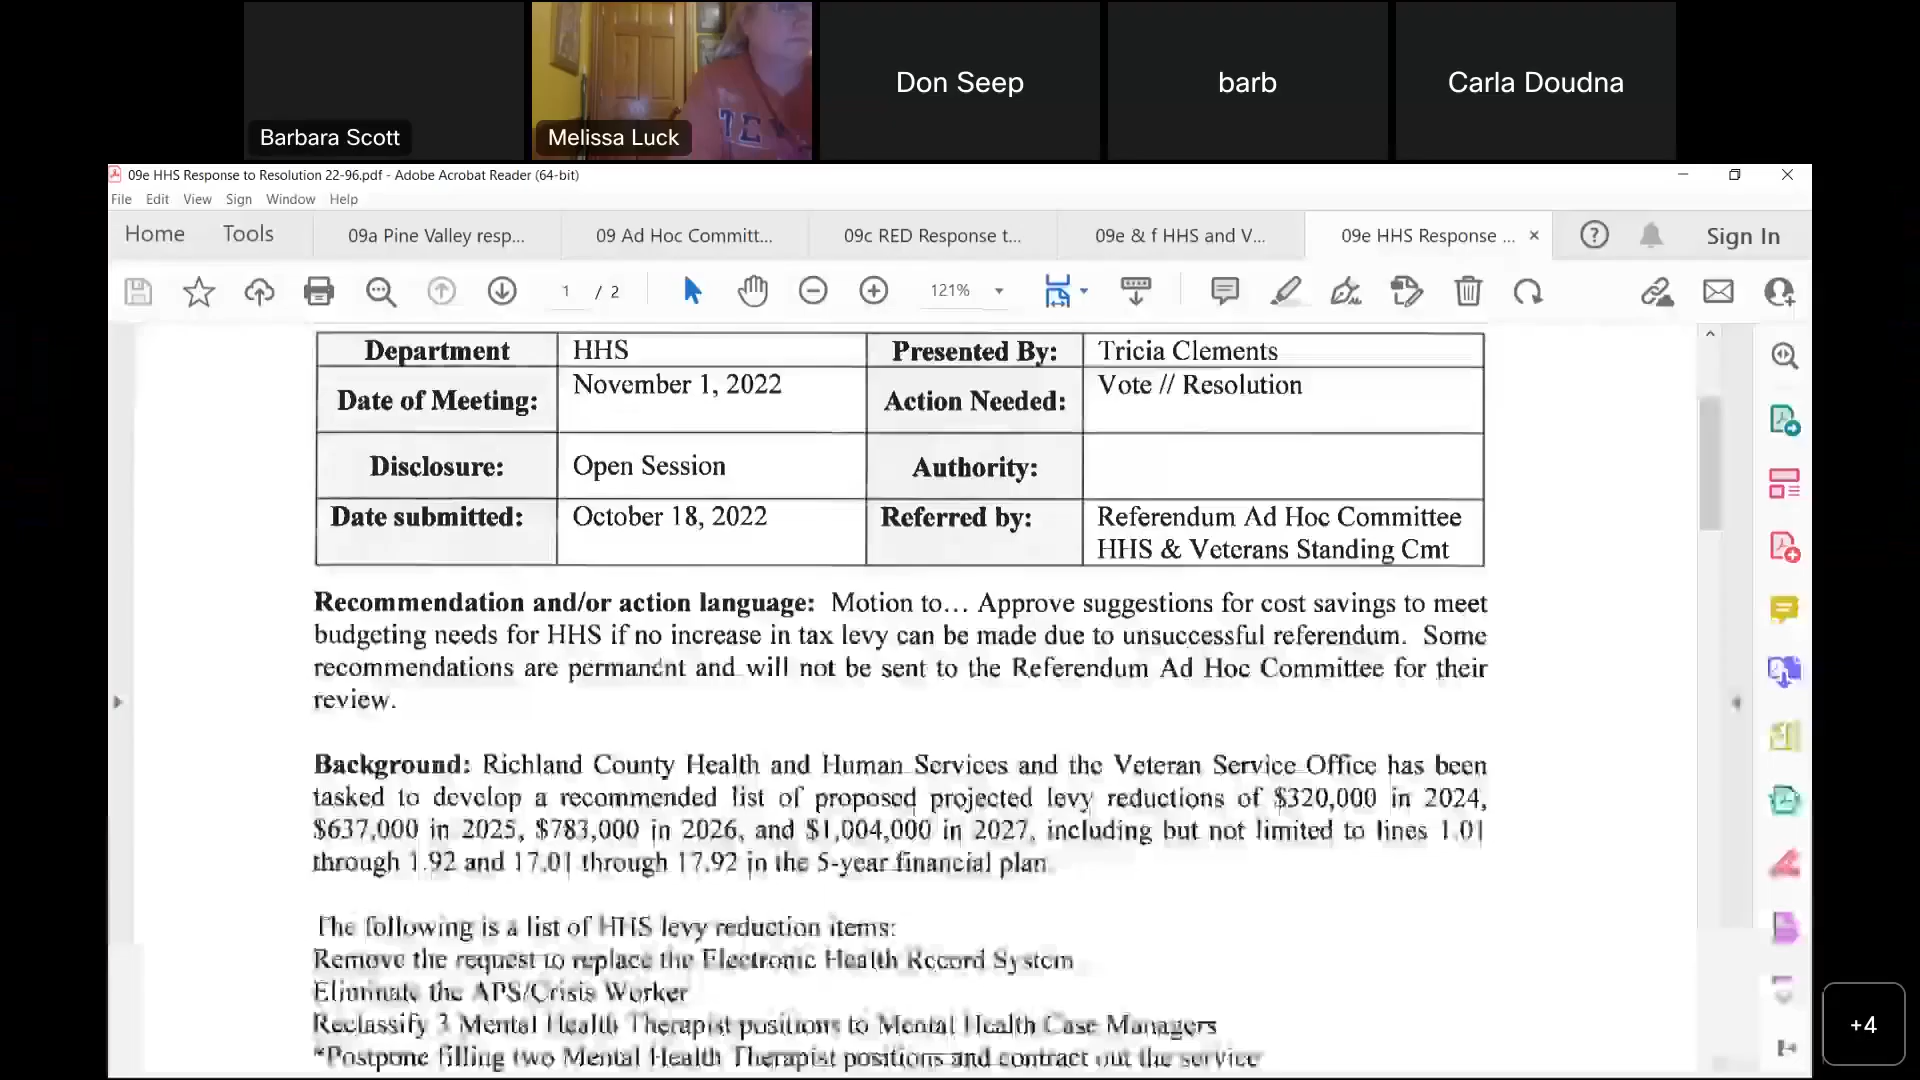 Barbara Scott
Melissa Luck
Don Seep
barb
Carla Doudna
09e HHS Response to Resolution 22-96.pdf - Adobe Acrobat Reader (64-bit)
File Edit View Sign Window Help
Home Tools 09a Pine Valley resp... 09 Ad Hoc Committ... 09c RED Response t... 09e & f HHS and V... 09e HHS Response ... × Sign In
1 / 2 121%
Department HHS Presented By: Tricia Clements
Date of Meeting: November 1, 2022 Action Needed: Vote // Resolution
Disclosure: Open Session Authority:
Date submitted: October 18, 2022 Referred by: Referendum Ad Hoc Committee
HHS & Veterans Standing Cmt
Recommendation and/or action language: Motion to... Approve suggestions for cost savings to meet
budgeting needs for HHS if no increase in tax levy can be made due to unsuccessful referendum. Some
recommendations are permanent and will not be sent to the Referendum Ad Hoc Committee for their
review.
Background: Richland County Health and Human Services and the Veteran Service Office has been
tasked to develop a recommended list of proposed projected levy reductions of $320,000 in 2024,
$637,000 in 2025, $783,000 in 2026, and $1,004,000 in 2027, including but not limited to lines 1.01
through 1.92 and 17.01 through 17.92 in the 5-year financial plan.
The following is a list of HHS levy reduction items:
Remove the request to replace the Electronic Health Record System
Eliminate the APS/Crisis Worker
Reclassify 3 Mental Health Therapist positions to Mental Health Case Managers
*Postpone filling two Mental Health Therapist positions and contract out the service
+4